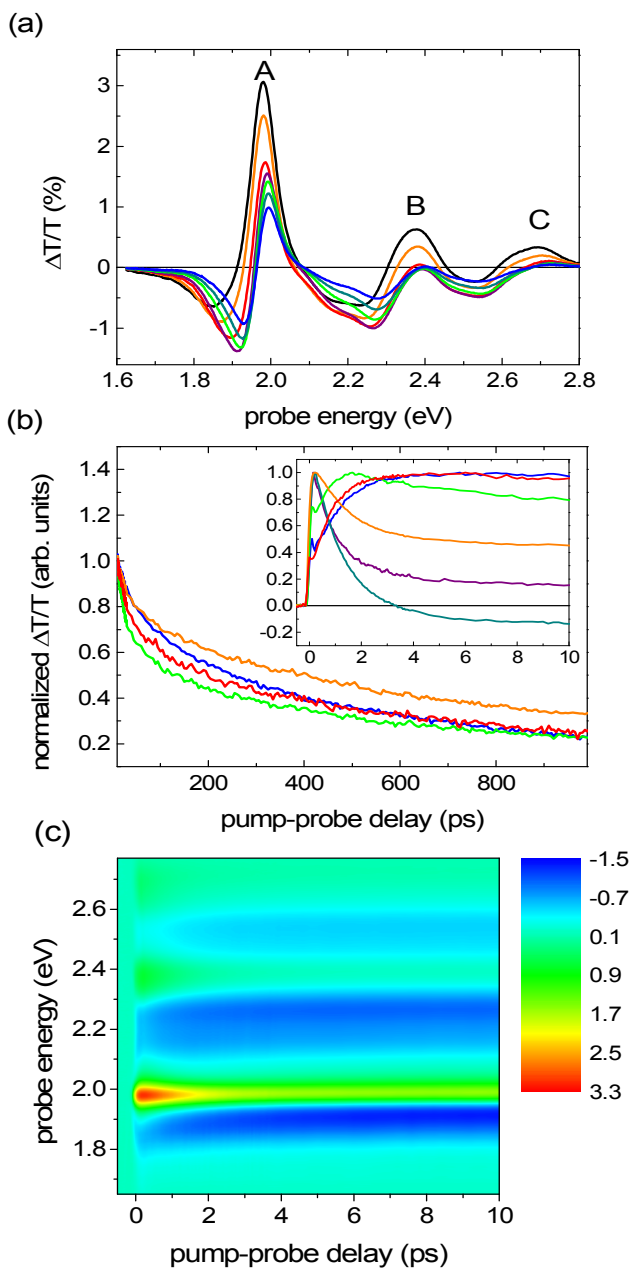 (a)
A
B
C
3
2
1
0
-1
ΔT/T (%)
1.6 1.8 2.0 2.2 2.4 2.6 2.8
probe energy (eV)
(b)
1.4
1.2
1.0
0.8
0.6
0.4
0.2
normalized ΔT/T (arb. units)
1.0
0.8
0.6
0.4
0.2
0.0
-0.2
0 2 4 6 8 10
200 400 600 800
pump-probe delay (ps)
(c)
2.6
2.4
2.2
2.0
1.8
probe energy (eV)
0 2 4 6 8 10
pump-probe delay (ps)
-1.5
-0.7
0.1
0.9
1.7
2.5
3.3